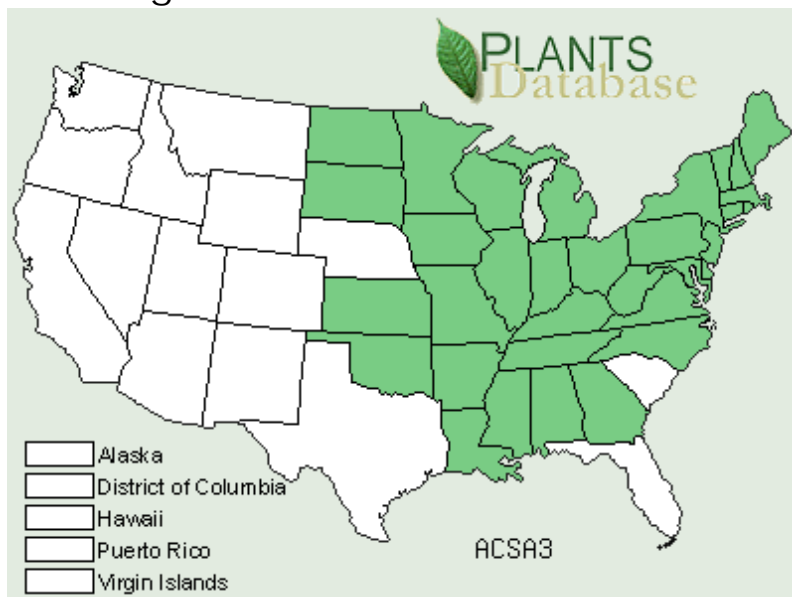 PLANTS
Database
Alaska
District of Columbia
Hawaii
Puerto Rico
Virgin Islands
ACSA3